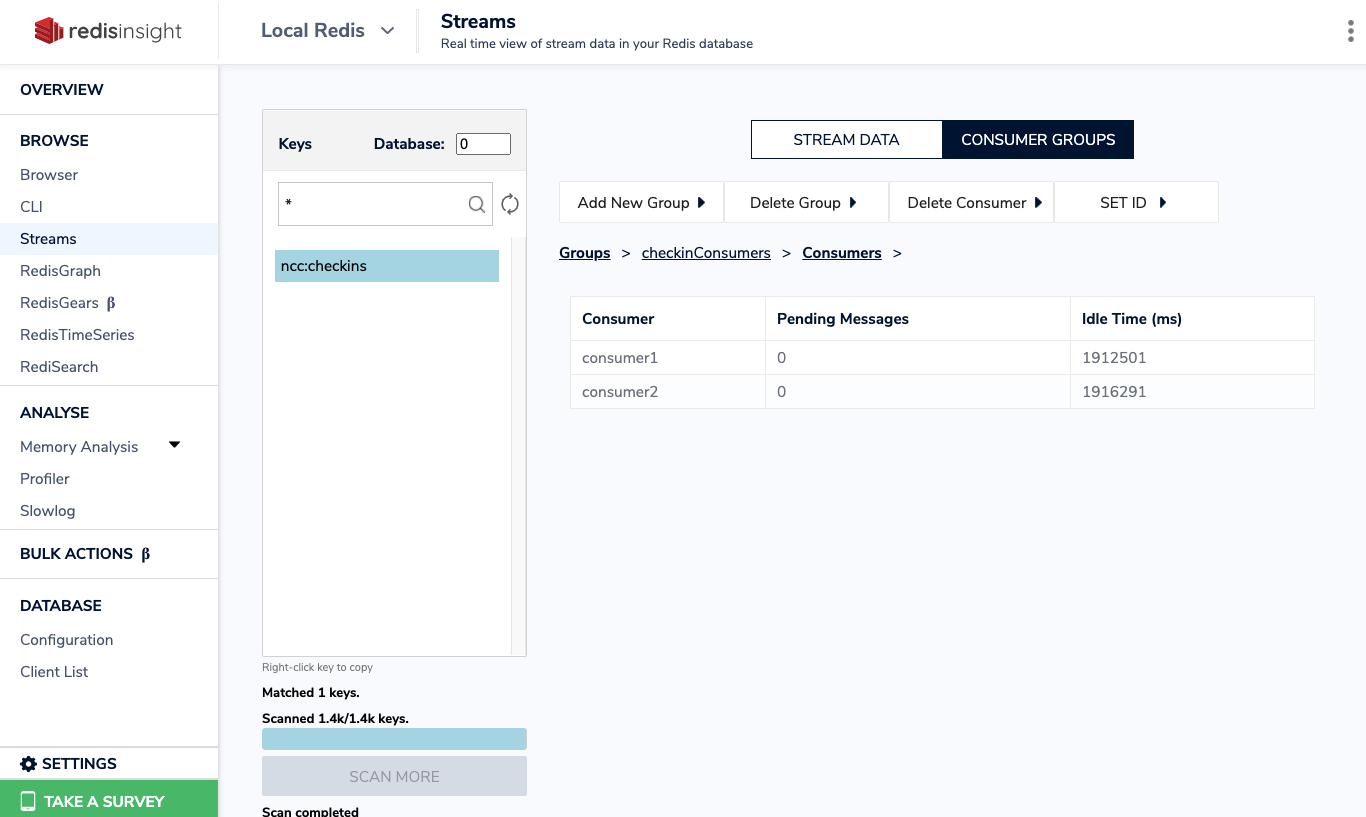 redisinsight
Local Redis
Streams
Real time view of stream data in your Redis database
OVERVIEW
BROWSE
Browser
CLI
Streams
RedisGraph
RedisGears β
RedisTimeSeries
RediSearch
ANALYSE
Memory Analysis
Profiler
Slowlog
BULK ACTIONS β
DATABASE
Configuration
Client List
SETTINGS
TAKE A SURVEY
Keys Database: 0
*
ncc:checkins
Right-click key to copy
Matched 1 keys.
Scanned 1.4k/1.4k keys.
SCAN MORE
Scan completed
STREAM DATA CONSUMER GROUPS
Add New Group Delete Group Delete Consumer SET ID
Groups > checkinConsumers > Consumers >
Consumer Pending Messages Idle Time (ms)
consumer1 0 1912501
consumer2 0 1916291